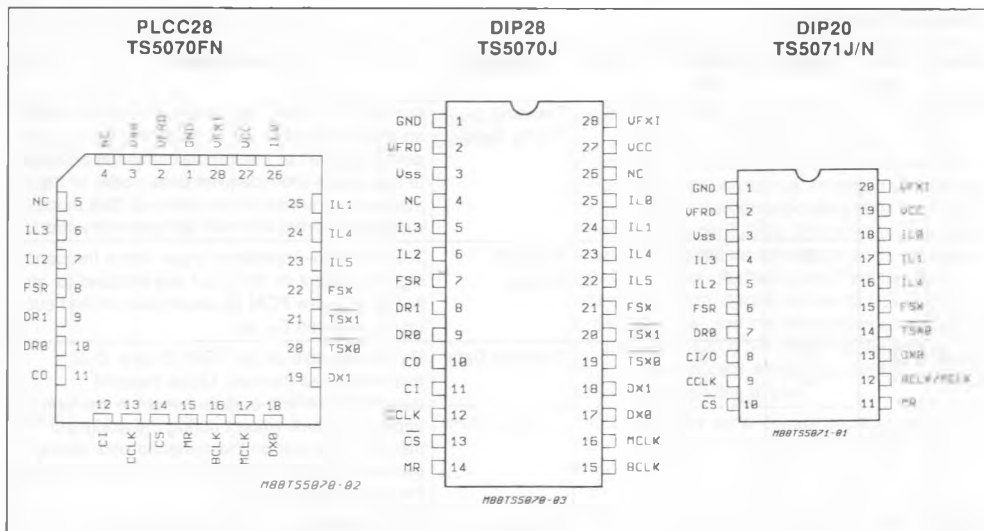 PLCC28
TS5070FN
NC Vss VFRO GND VFXI VCC IL0
4 3 2 1 28 27 26
NC 5 25 IL1
IL3 6 24 IL4
IL2 7 23 IL5
FSR 8 22 FSX
DR1 9 21 TSX1
DR0 10 20 TSX0
CO 11 19 DX1
12 13 14 15 16 17 18
CI CCLK CS MR BCLK MCLK DX0
M88TS5070-02
DIP28
TS5070J
GND 1 28 VFXI
VFRO 2 27 VCC
Vss 3 26 NC
NC 4 25 IL0
IL3 5 24 IL1
IL2 6 23 IL4
FSR 7 22 IL5
DR1 8 21 FSX
DR0 9 20 TSX1
CO 10 19 TSX0
CI 11 18 DX1
CCLK 12 17 DX0
CS 13 16 MCLK
MR 14 15 BCLK
M88TS5070-03
DIP20
TS5071J/N
GND 1 20 VFXI
VFRO 2 19 VCC
Vss 3 18 IL0
IL3 4 17 IL1
IL2 5 16
FSR 6 15 FSX
DR0 7 14 TSX0
CI/O 8 13 DX0
CCLK 9 12 BCLK/MCLK
CS 10 11 MR
M88TS5071-01